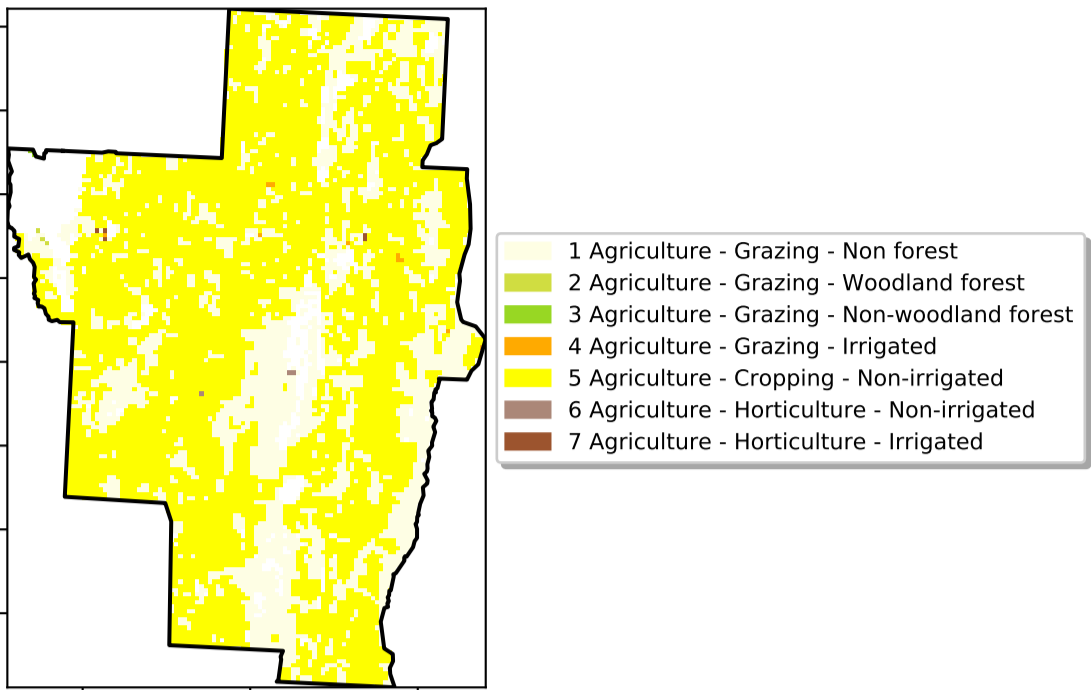 1 Agriculture - Grazing - Non forest
2 Agriculture - Grazing - Woodland forest
3 Agriculture - Grazing - Non-woodland forest
4 Agriculture - Grazing - Irrigated
5 Agriculture - Cropping - Non-irrigated
6 Agriculture - Horticulture - Non-irrigated
7 Agriculture - Horticulture - Irrigated